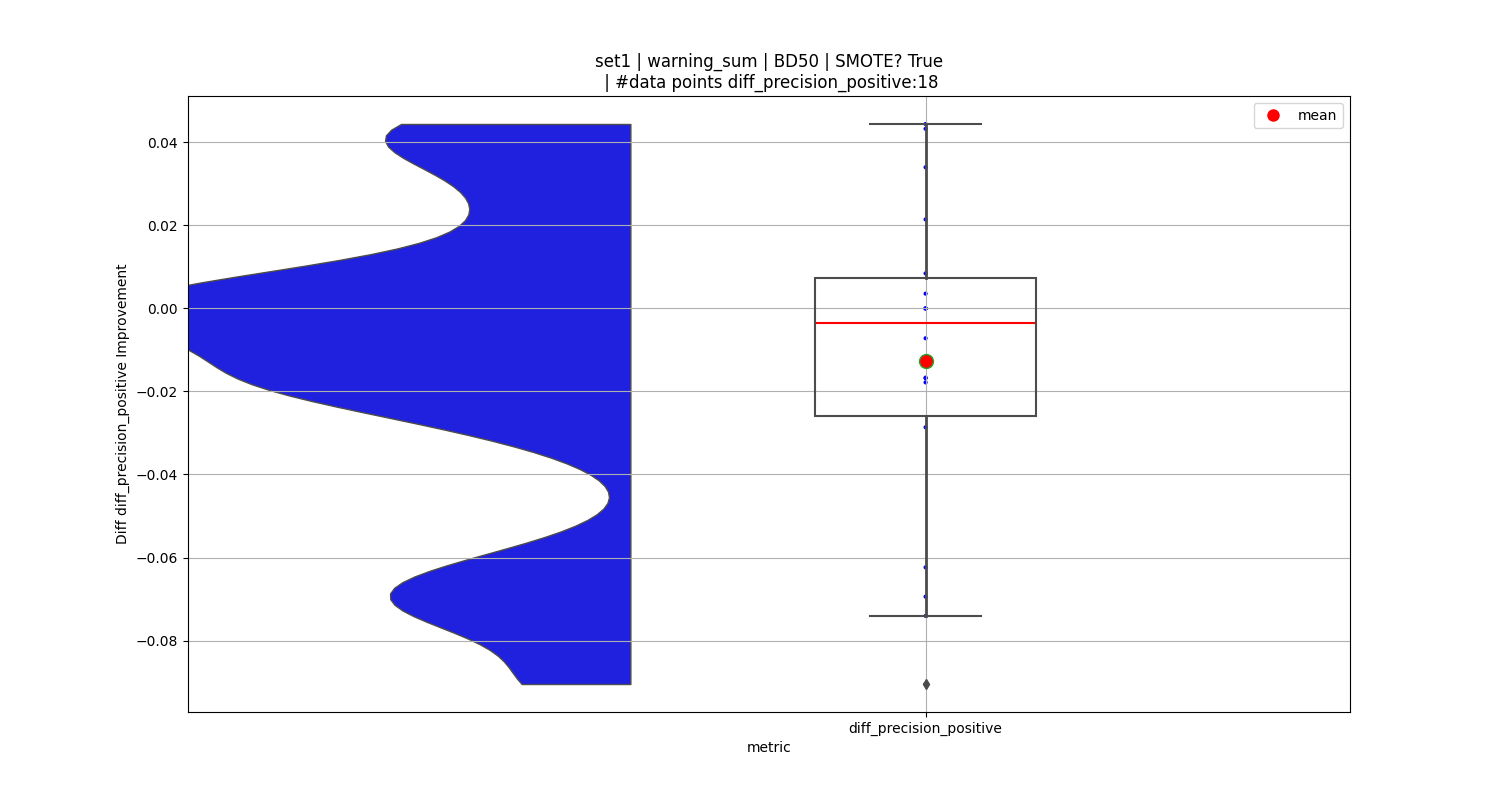 set1 | warning_sum | BD50 | SMOTE? True
| #data points diff_precision_positive:18
mean
0.04
0.02
0.00
−0.02
−0.04
−0.06
−0.08
Diff diff_precision_positive Improvement
diff_precision_positive
metric